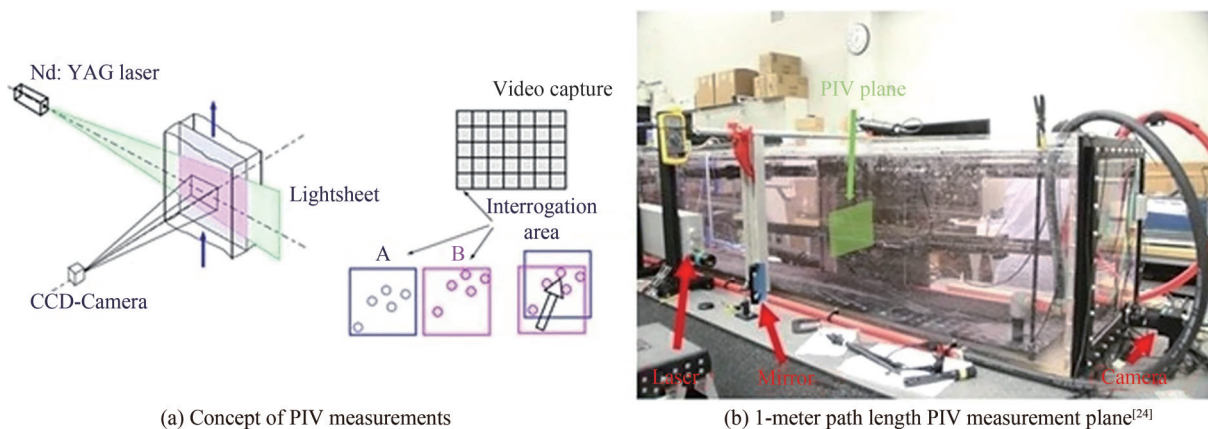 Nd: YAG laser
Video capture
Lightsheet
Interrogation
area
A
B
CCD-Camera
PIV plane
Laser
Mirror
Camera
(a) Concept of PIV measurements
(b) 1-meter path length PIV measurement plane[24]